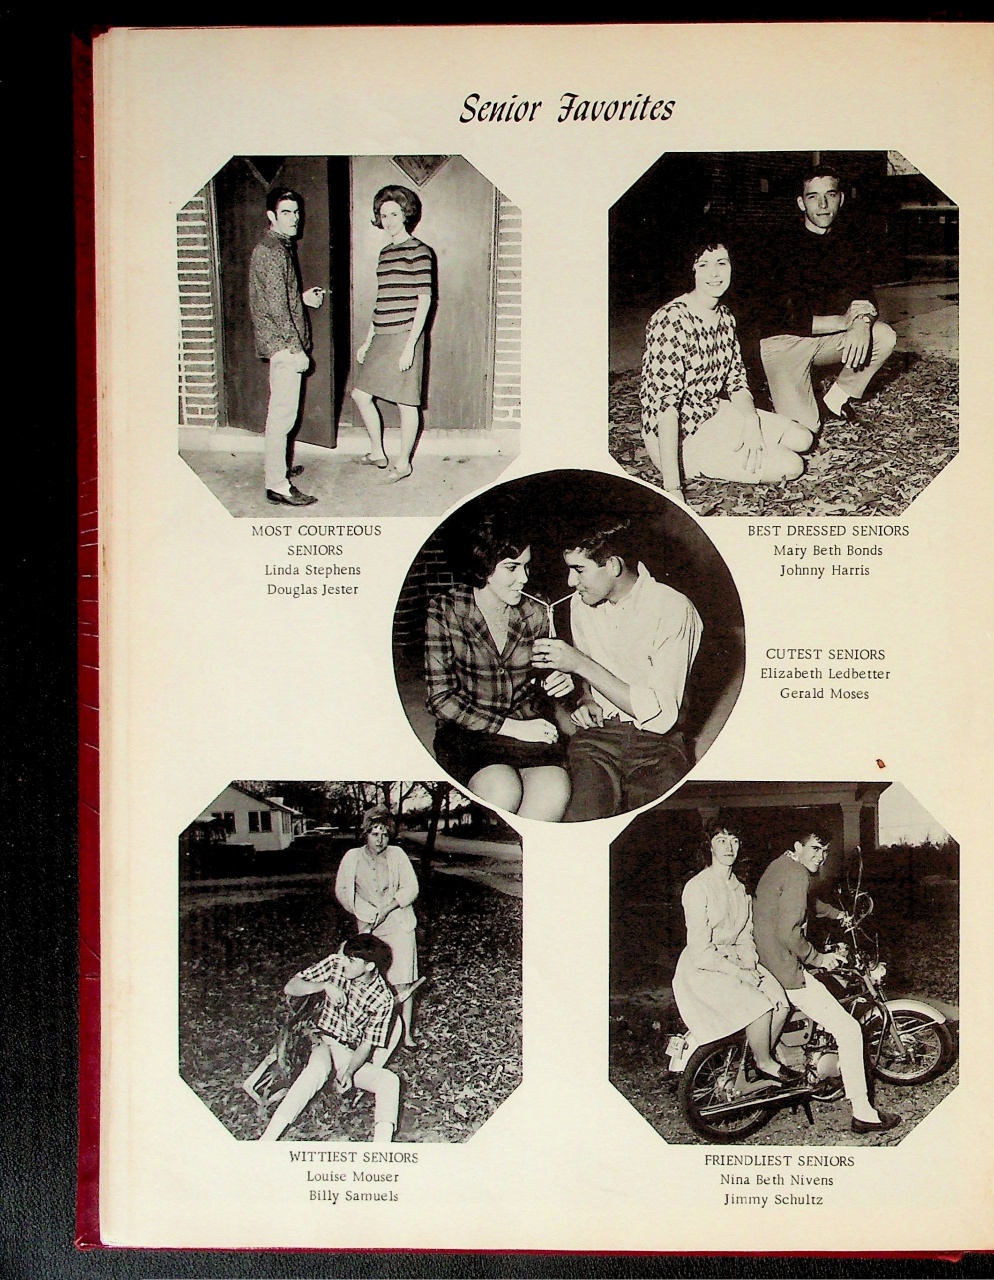 Senior Favorites
MOST COURTEOUS
SENIORS
Linda Stephens
Douglas Jester
BEST DRESSED SENIORS
Mary Beth Bonds
Johnny Harris
CUTEST SENIORS
Elizabeth Ledbetter
Gerald Moses
WITTIEST SENIORS
Louise Mouser
Billy Samuels
FRIENDLIEST SENIORS
Nina Beth Nivens
Jimmy Schultz